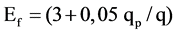 E_f = (3 + 0,05 q_p / q)